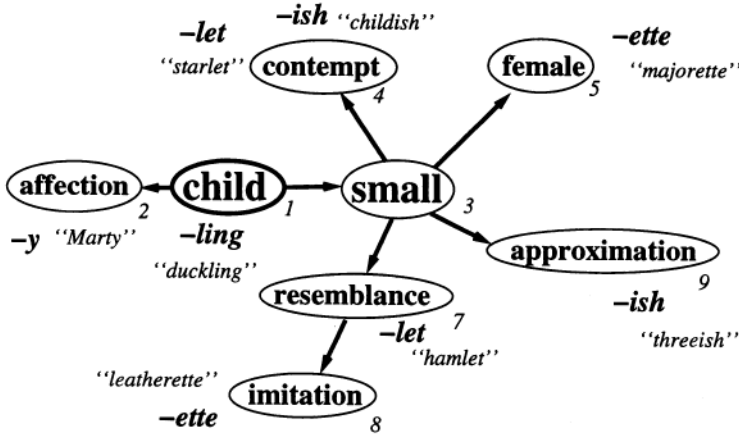 -ish ‘‘childish’’
-let
‘‘starlet’’
contempt
4
female
5
-ette
‘‘majorette’’
affection
2
child
1
small
3
-y ‘‘Marty’’
-ling
‘‘duckling’’
approximation
9
-ish
‘‘threeish’’
resemblance
7
-let
‘‘hamlet’’
‘‘leatherette’’
imitation
8
-ette